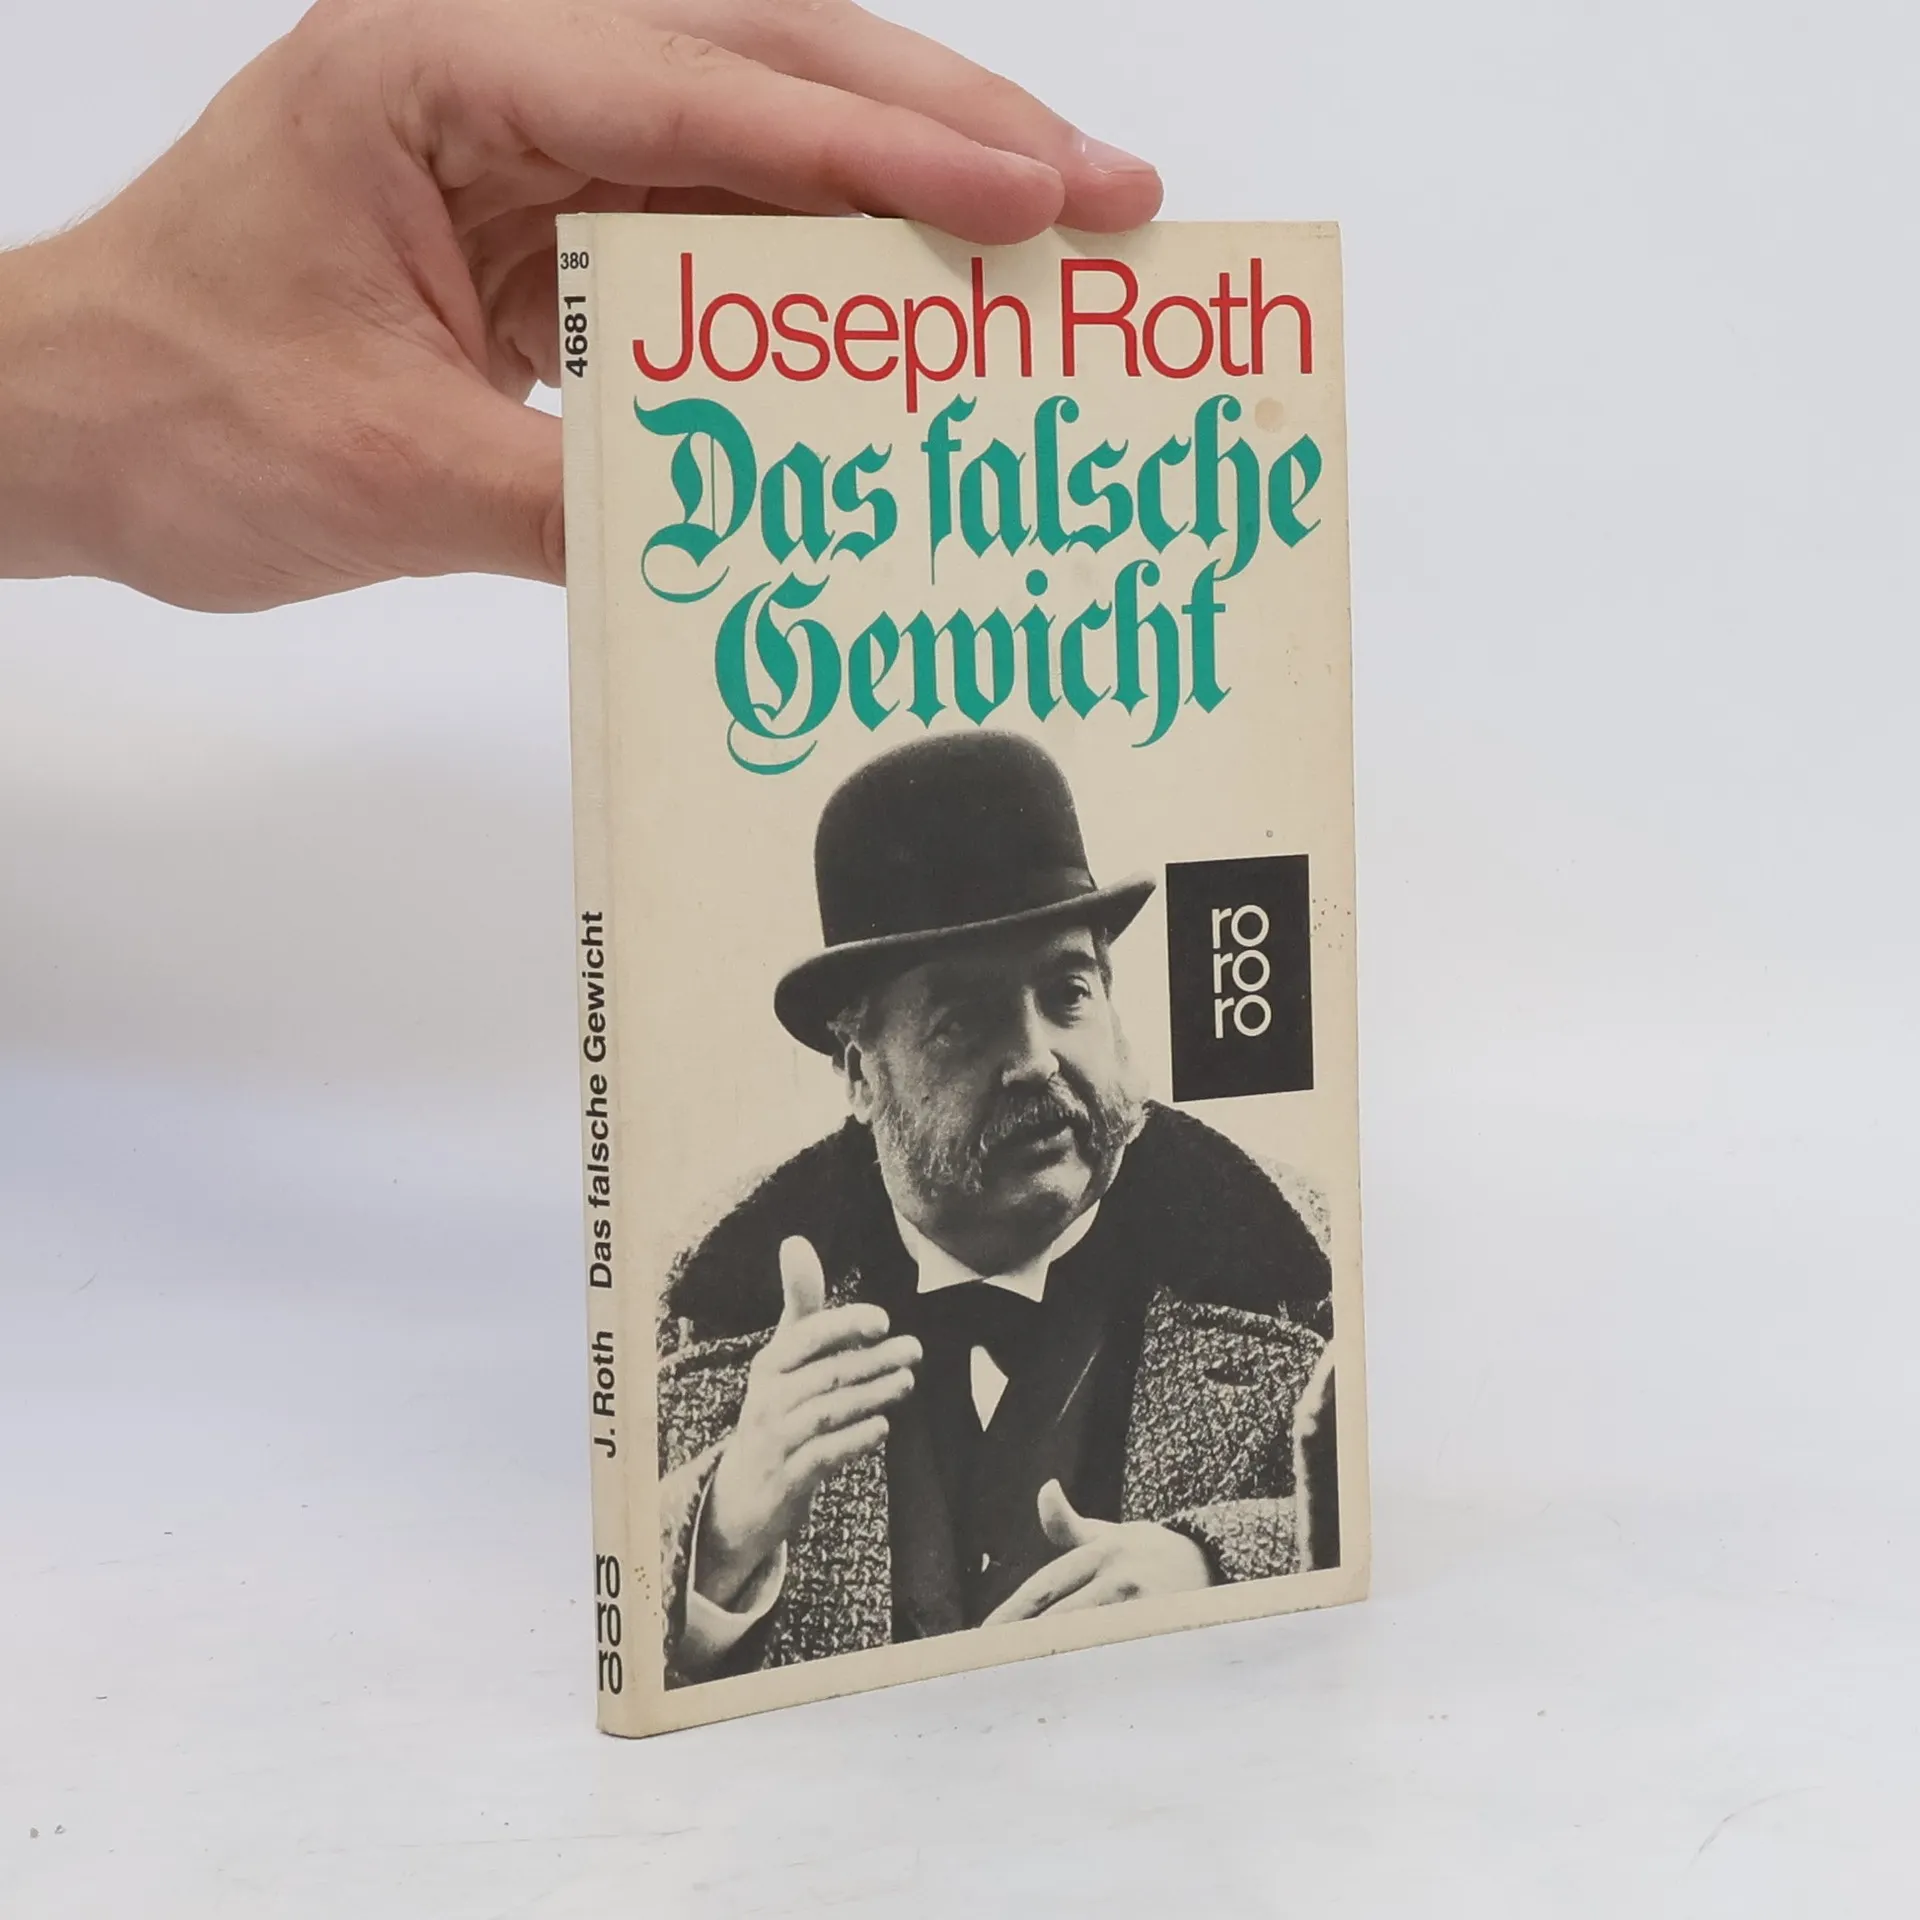 380
4681
J. Roth Das falsche Gewicht
ro
ro
ro
Joseph Roth
Das falsche
Gewicht
ro
ro
ro